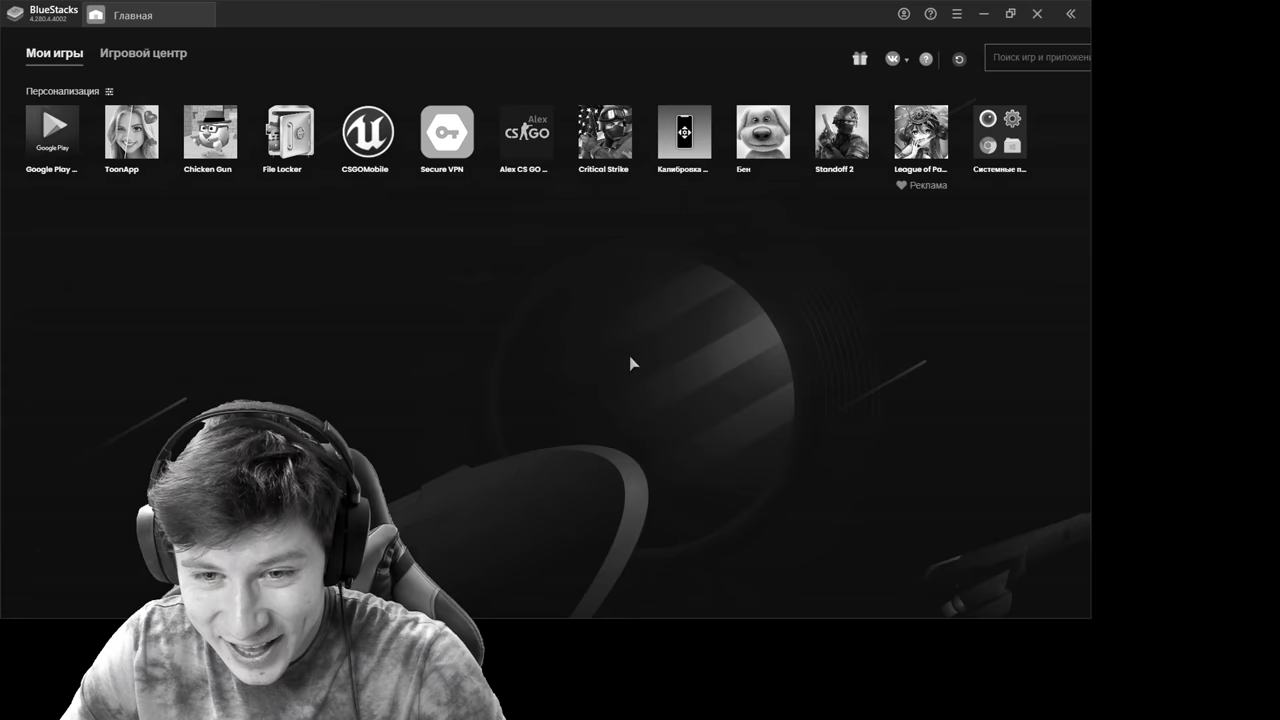 BlueStacks
4.280.4.4002
Главная
Мои игры
Игровой центр
Поиск игр и приложен
Персонализация
Google Play
Google Play ...
ToonApp
Chicken Gun
File Locker
CSGOMobile
Secure VPN
Alex
CS GO
Alex CS GO ...
Critical Strike
Калибровка ...
Бен
Standoff 2
League of Pa...
Системные п...
Реклама